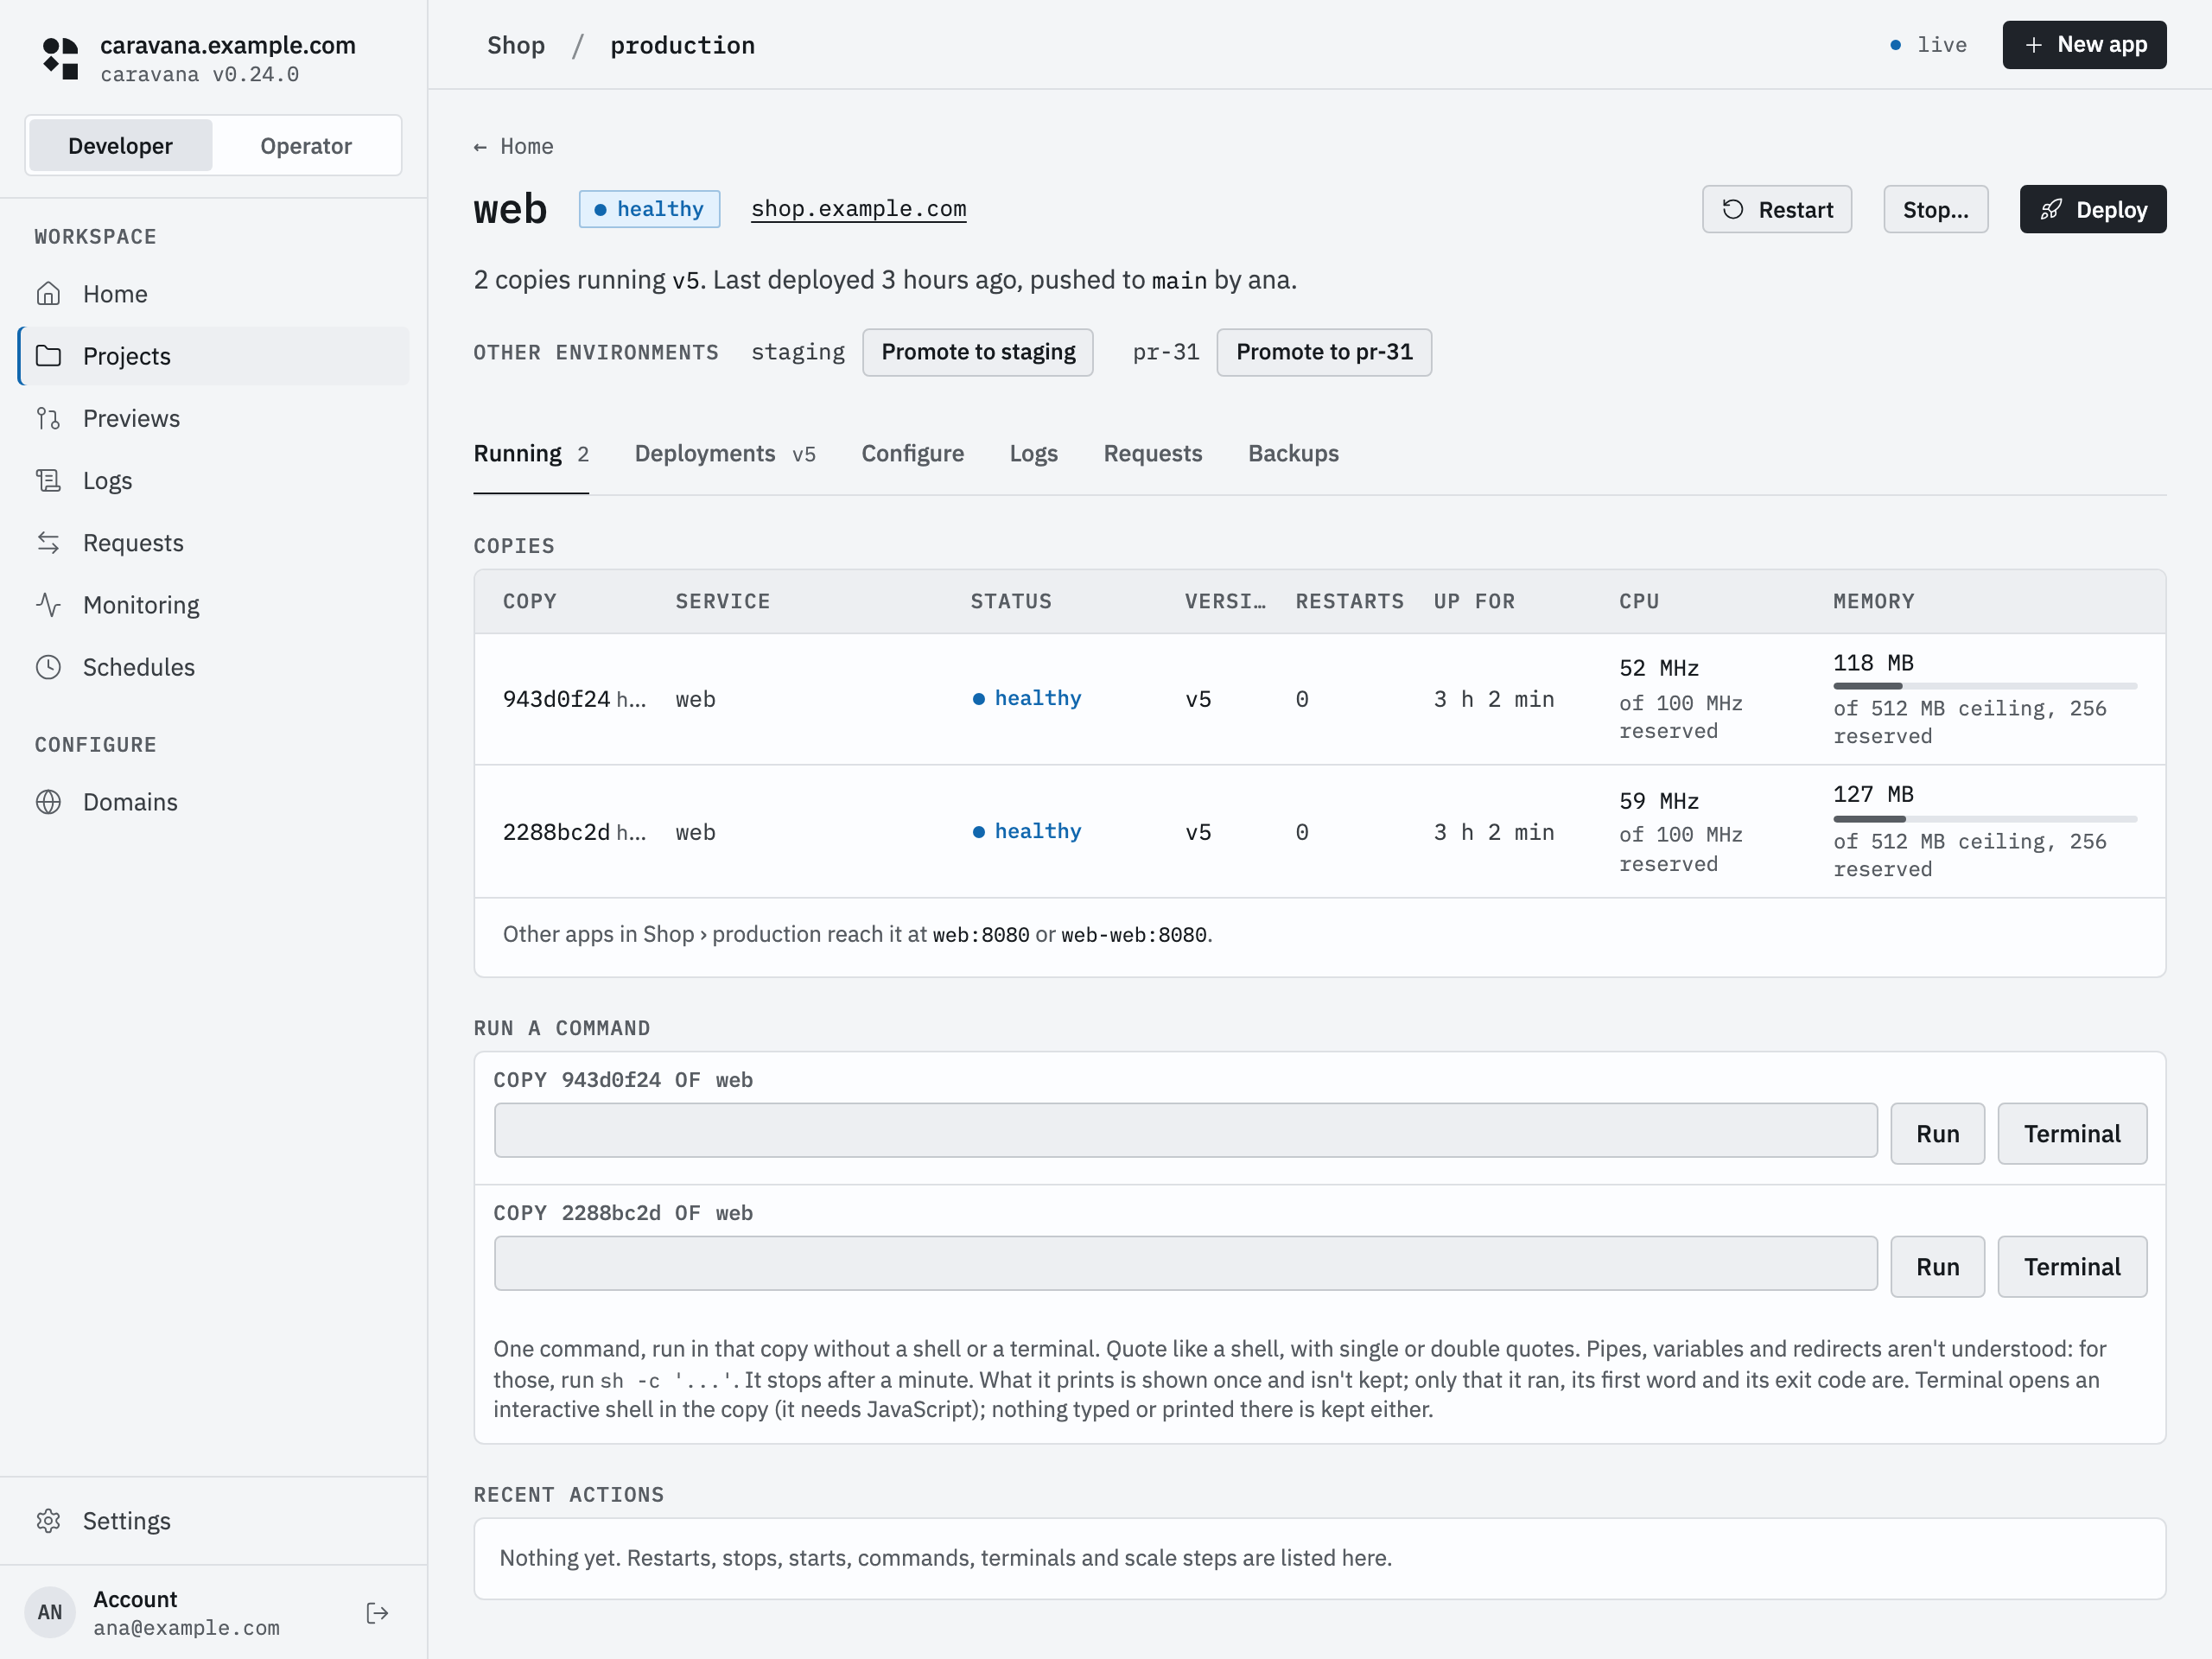 caravana.example.com
caravana v0.24.0
Developer
Operator
WORKSPACE
Home
Projects
Previews
Logs
Requests
Monitoring
Schedules
CONFIGURE
Domains
Settings
AN
Account
ana@example.com
Shop / production
live
+ New app
← Home
web
healthy
shop.example.com
Restart
Stop...
Deploy
2 copies running v5. Last deployed 3 hours ago, pushed to main by ana.
OTHER ENVIRONMENTS staging Promote to staging pr-31 Promote to pr-31
Running 2 Deployments v5 Configure Logs Requests Backups
COPIES
COPY SERVICE STATUS VERSI… RESTARTS UP FOR CPU MEMORY
943d0f24 h… web healthy v5 0 3 h 2 min
52 MHz
of 100 MHz
reserved
118 MB
of 512 MB ceiling, 256
reserved
2288bc2d h… web healthy v5 0 3 h 2 min
59 MHz
of 100 MHz
reserved
127 MB
of 512 MB ceiling, 256
reserved
Other apps in Shop › production reach it at web:8080 or web-web:8080.
RUN A COMMAND
COPY 943d0f24 OF web
Run
Terminal
COPY 2288bc2d OF web
Run
Terminal
One command, run in that copy without a shell or a terminal. Quote like a shell, with single or double quotes. Pipes, variables and redirects aren't understood: for
those, run sh -c '...'. It stops after a minute. What it prints is shown once and isn't kept; only that it ran, its first word and its exit code are. Terminal opens an
interactive shell in the copy (it needs JavaScript); nothing typed or printed there is kept either.
RECENT ACTIONS
Nothing yet. Restarts, stops, starts, commands, terminals and scale steps are listed here.